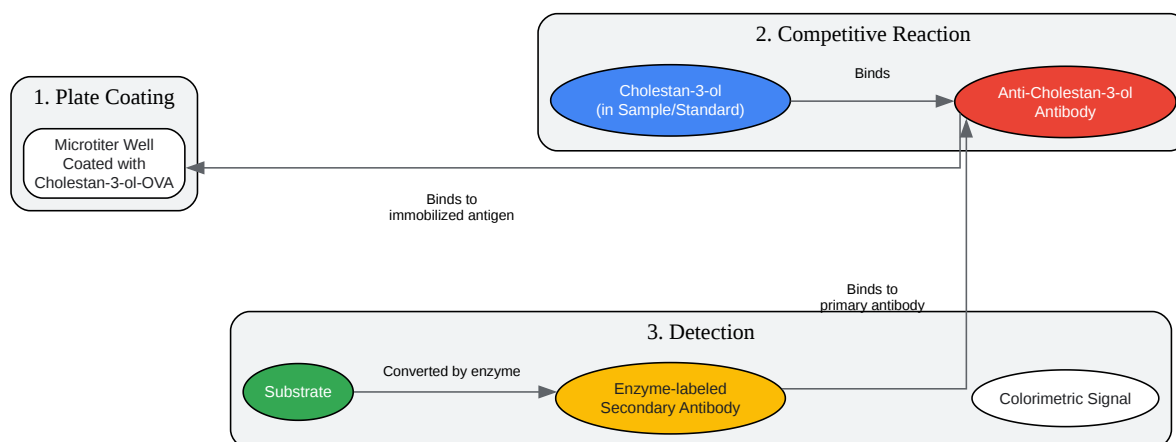 2. Competitive Reaction
Cholestan-3-ol
(in Sample/Standard)
Binds
Anti-Cholestan-3-ol
Antibody
1. Plate Coating
Microtiter Well
Coated with
Cholestan-3-ol-OVA
Binds to
immobilized antigen
Binds to
primary antibody
3. Detection
Substrate
Converted by enzyme
Enzyme-labeled
Secondary Antibody
Colorimetric Signal